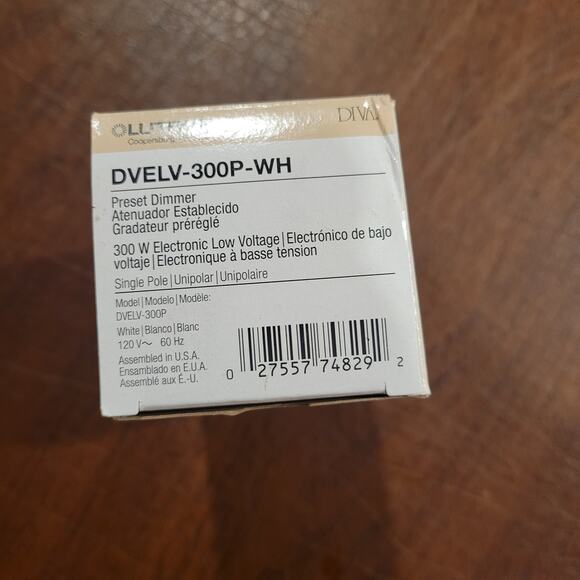 DIVA
Coopersburg
DVELV-300P-WH
Preset Dimmer
Atenuador Establecido
Gradateur préréglé
300 W Electronic Low Voltage | Electrónico de bajo
voltaje | Electronique à basse tension
Single Pole | Unipolar | Unipolaire
Model | Modelo | Modèle:
DVELV-300P
White | Blanco | Blanc
120 V~ 60 Hz
Assembled in U.S.A.
Ensamblado en E.U.A.
Assemblé aux É.-U.
0 27557 74829 2